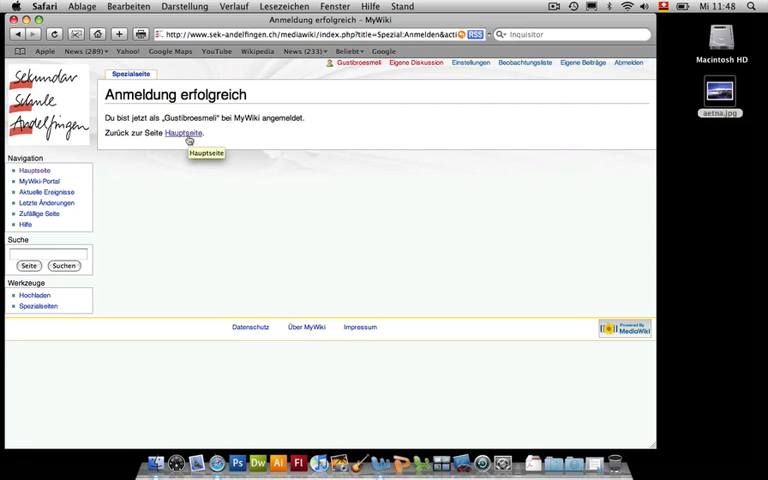 Safari Ablage Bearbeiten Darstellung Verlauf Lesezeichen Fenster Hilfe Stand Mi 11:48
Anmeldung erfolgreich - MyWiki
http://www.sek-andelfingen.ch/mediawiki/index.php?title=Spezial:Anmelden&acti RSS Inquisitor
Apple News (289) Yahoo! Google Maps YouTube Wikipedia News (233) Beliebt Google
Gustibroesmeli Eigene Diskussion Einstellungen Beobachtungsliste Eigene Beiträge Abmelden
Sekundar
Schule
Andelfingen
Spezialseite
Anmeldung erfolgreich
Du bist jetzt als „Gustibroesmeli“ bei MyWiki angemeldet.
Zurück zur Seite Hauptseite.
Hauptseite
Navigation
Hauptseite
MyWiki-Portal
Aktuelle Ereignisse
Letzte Änderungen
Zufällige Seite
Hilfe
Suche
Seite Suchen
Werkzeuge
Hochladen
Spezialseiten
Datenschutz Über MyWiki Impressum
Powered By
MediaWiki
Macintosh HD
aetna.jpg
Ps Dw Ai Fl